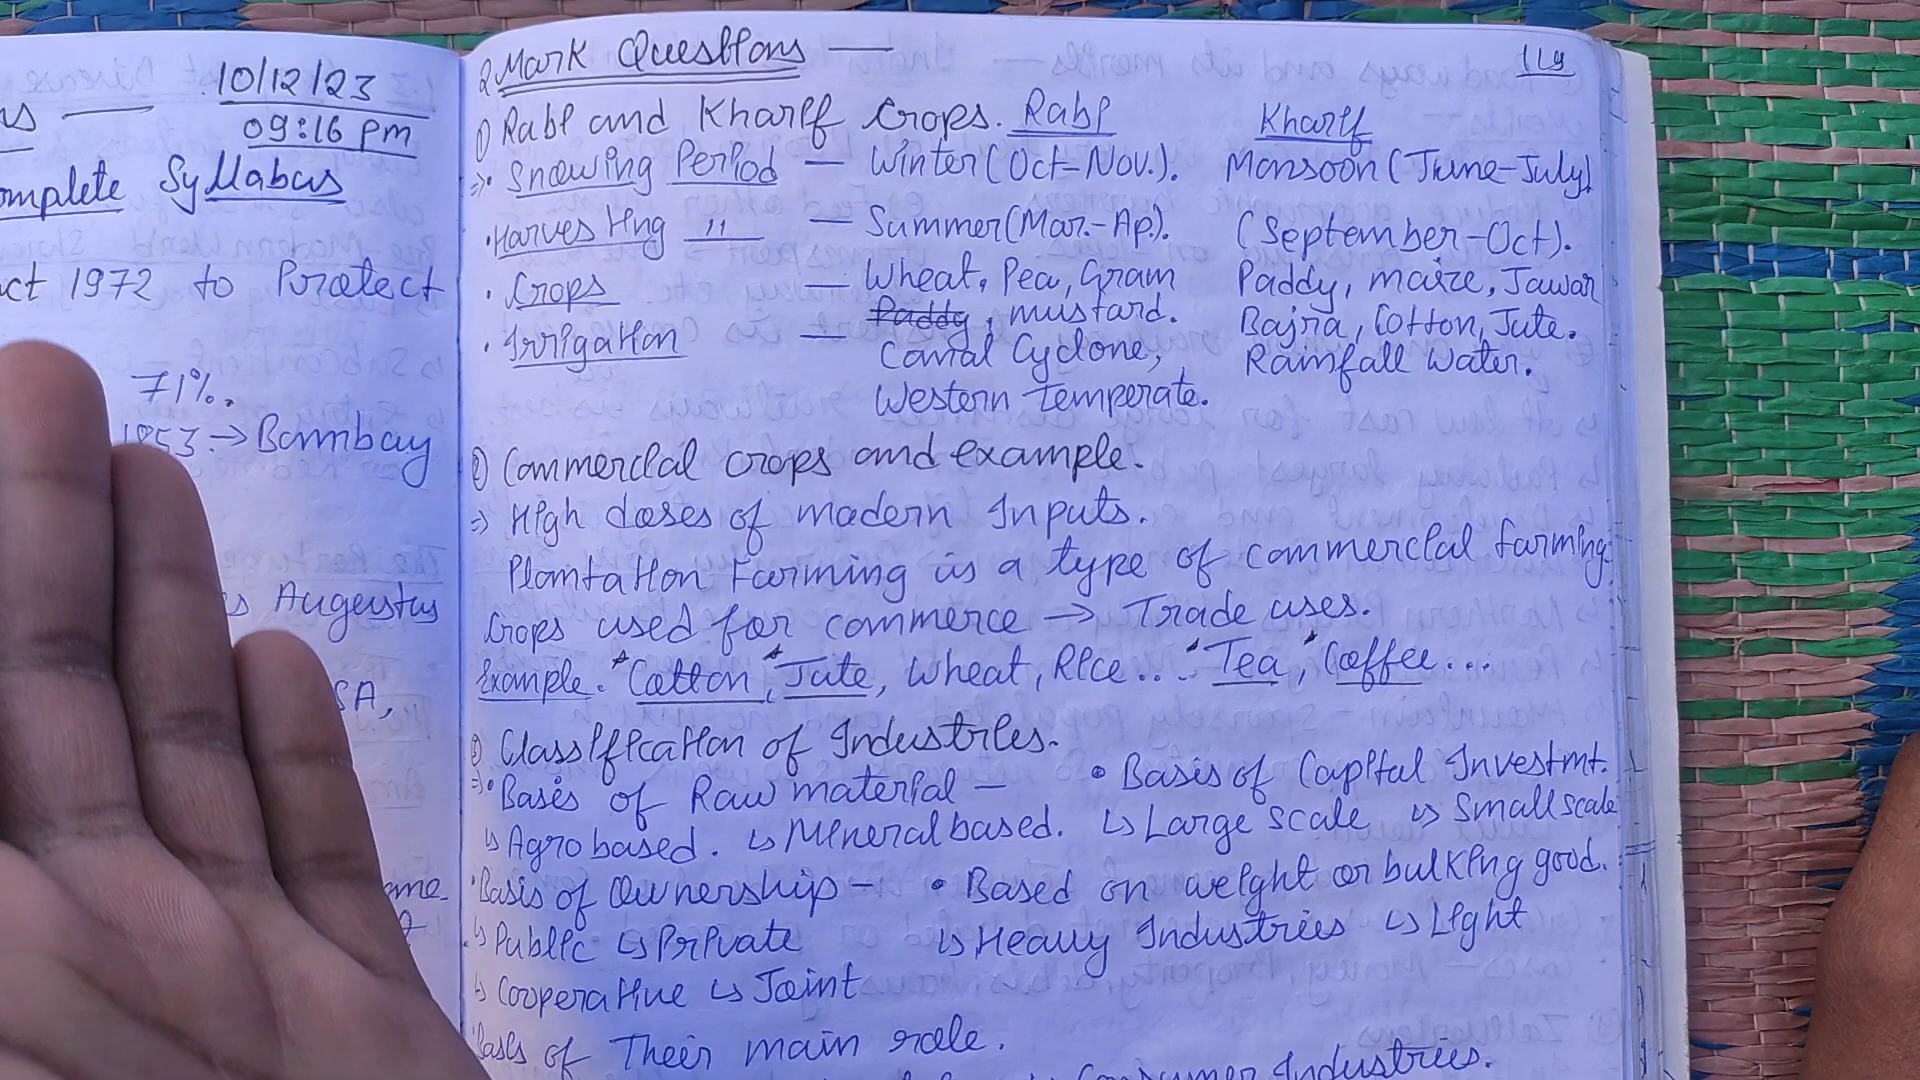 10/12/23
09:16 pm
Complete Syllabus
Act 1972 to Protect
71%.
1853 → Bombay
Augeustus
SA,
2 Mark Questions —
119
1) Rabi and Kharif Crops. Rabi Kharif
⇒• Snowing Period — Winter (Oct-Nov.). Monsoon (June-July)
• Harvesting " — Summer (Mar.-Ap.). (September-Oct).
• Crops — Wheat, Pea, Gram Paddy, maize, Jawar
Paddy, mustard. Bajra, Cotton, Jute.
• Irrigation — Canal Cyclone, Rainfall Water.
Western temperate.
2) Commercial crops and example.
⇒ High doses of modern Inputs.
Plantation Farming is a type of commercial farming.
Crops used for commerce → Trade uses.
Example. Cotton, Jute, Wheat, Rice... Tea, Coffee...
3) Classification of Industries.
⇒• Basis of Raw material — • Basis of Capital Investmt.
↳ Agro based. ↳ Mineral based. ↳ Large scale ↳ Small scale
• Basis of Ownership — • Based on weight or bulking good.
↳ Public ↳ Private ↳ Heavy Industries ↳ Light
↳ Cooperative ↳ Joint
Basis of Their main role.
Consumer Industries.